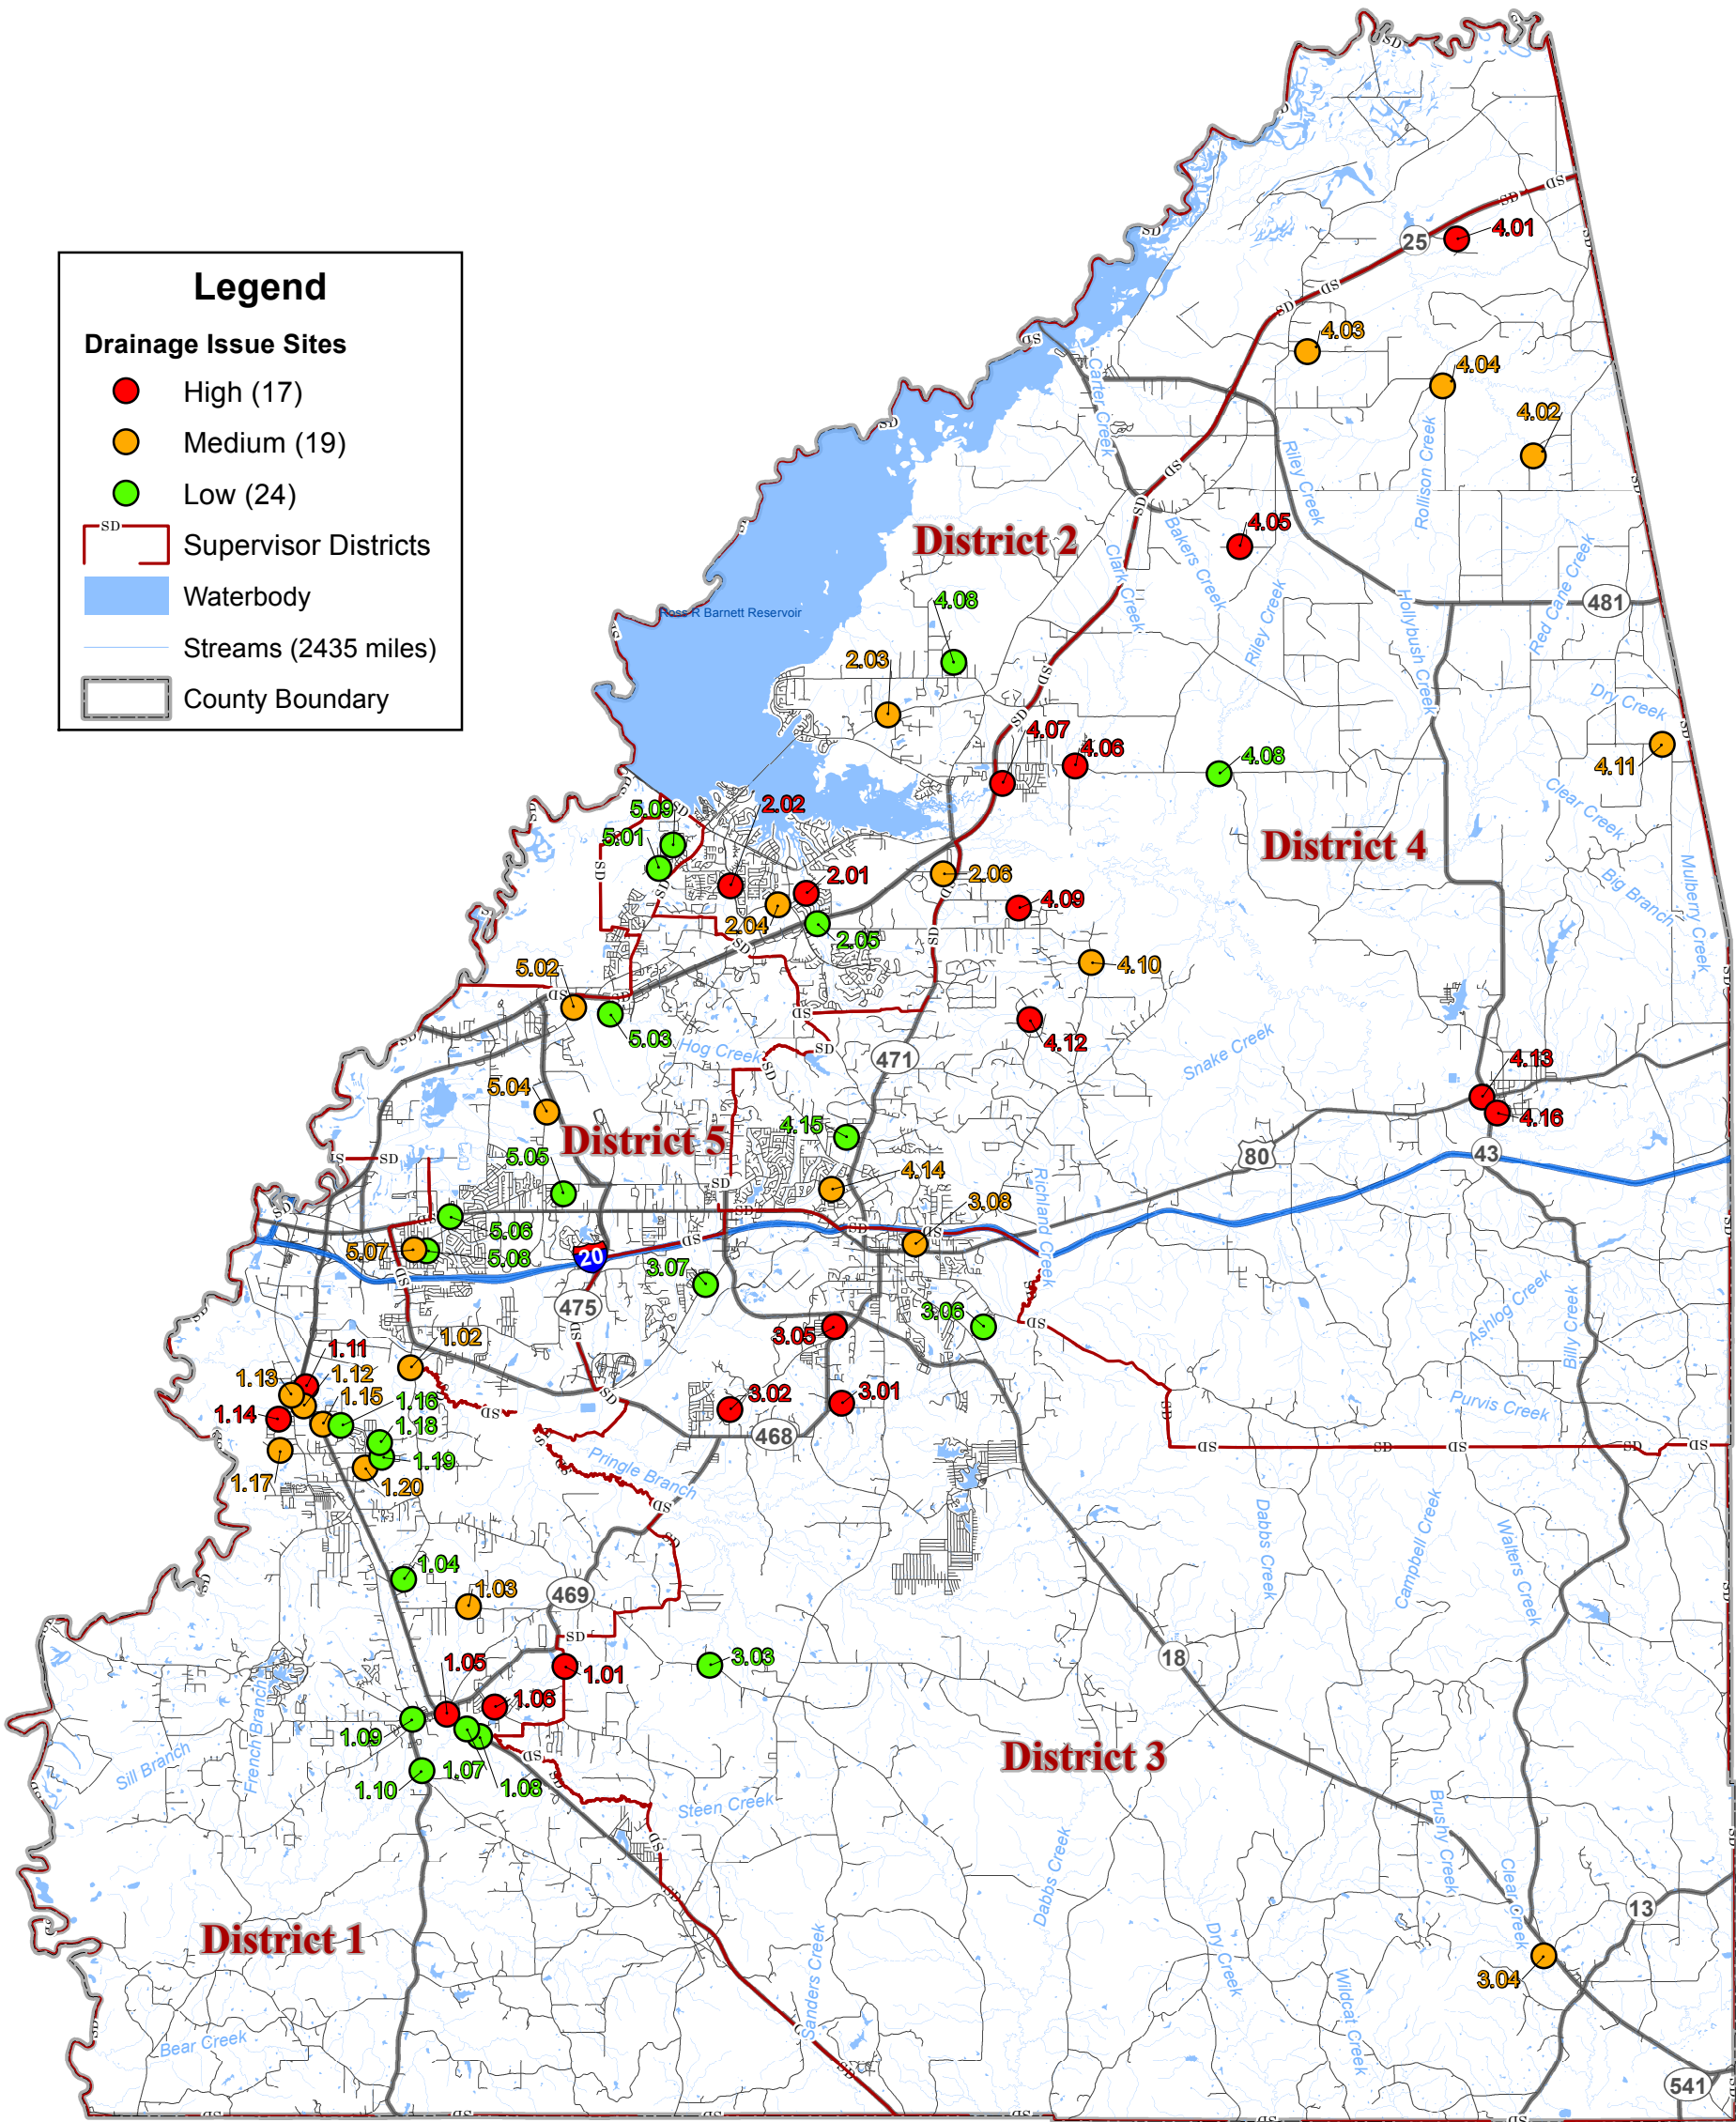 Legend
Drainage Issue Sites
High (17)
Medium (19)
Low (24)
SD
Supervisor Districts
Waterbody
Streams (2435 miles)
County Boundary
SD
25
4.01
4.03
4.04
4.02
Carter Creek
Riley Creek
Rollison Creek
District 2
4.05
Bakers Creek
Clark Creek
Riley Creek
Hollybush Creek
481
Red Cane Creek
Ross R Barnett Reservoir
4.08
2.03
Dry Creek
4.07
4.06
4.08
4.11
Clear Creek
5.09
2.02
5.01
District 4
Big Branch
Mulberry Creek
2.01
2.06
4.09
2.04
2.05
5.02
4.10
5.03
Hog Creek
471
4.12
Snake Creek
4.13
4.16
5.04
District 5
4.15
43
80
5.05
4.14
Richland Creek
3.08
5.06
5.07
5.08
20
3.07
475
3.06
3.05
Ashlog Creek
Billy Creek
1.02
1.11
1.12
1.13
1.15
1.16
1.14
1.18
1.19
1.17
1.20
3.02
3.01
468
Purvis Creek
Pringle Branch
Dabbs Creek
Campbell Creek
Walters Creek
1.04
1.03
469
1.05
1.01
3.03
18
1.06
1.09
1.07
1.08
1.10
Sill Branch
French Branch
District 3
Steen Creek
Dabbs Creek
Brushy Creek
Clear Creek
13
District 1
Sanders Creek
Dry Creek
Wildcat Creek
3.04
Bear Creek
541